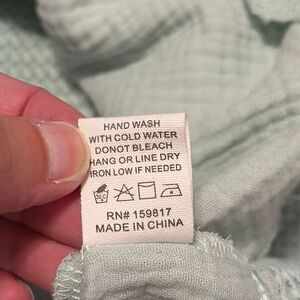 HAND WASH
WITH COLD WATER
DONOT BLEACH
HANG OR LINE DRY
IRON LOW IF NEEDED
RN# 159817
MADE IN CHINA